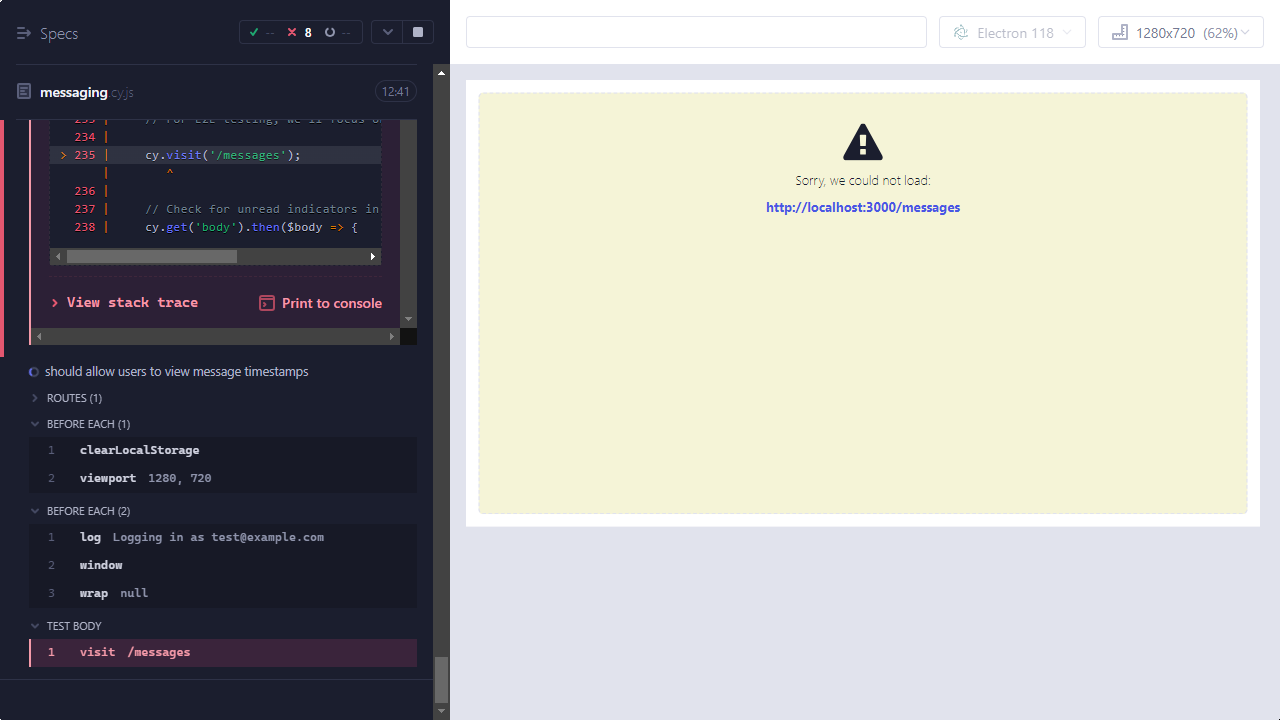 Specs
-- 8 --
messaging.cy.js
12:41
233 | // For E2E testing, we'll focus o
234 |
> 235 | cy.visit('/messages');
| ^
236 |
237 | // Check for unread indicators in
238 | cy.get('body').then($body => {
View stack trace
Print to console
should allow users to view message timestamps
ROUTES (1)
BEFORE EACH (1)
1 clearLocalStorage
2 viewport 1280, 720
BEFORE EACH (2)
1 log Logging in as test@example.com
2 window
3 wrap null
TEST BODY
1 visit /messages
Electron 118
1280x720 (62%)
Sorry, we could not load:
http://localhost:3000/messages